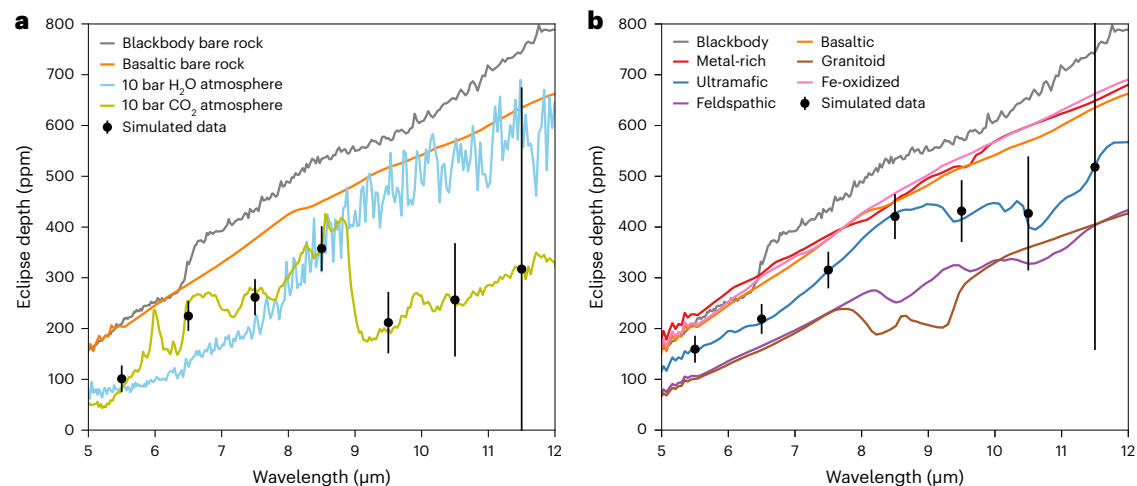 a
800
700
600
500
400
300
200
100
0
Eclipse depth (ppm)
Blackbody bare rock
Basaltic bare rock
10 bar H₂O atmosphere
10 bar CO₂ atmosphere
Simulated data
5 6 7 8 9 10 11 12
Wavelength (µm)
b
800
700
600
500
400
300
200
100
0
Eclipse depth (ppm)
Blackbody Basaltic
Metal-rich Granitoid
Ultramafic Fe-oxidized
Feldspathic Simulated data
5 6 7 8 9 10 11 12
Wavelength (µm)